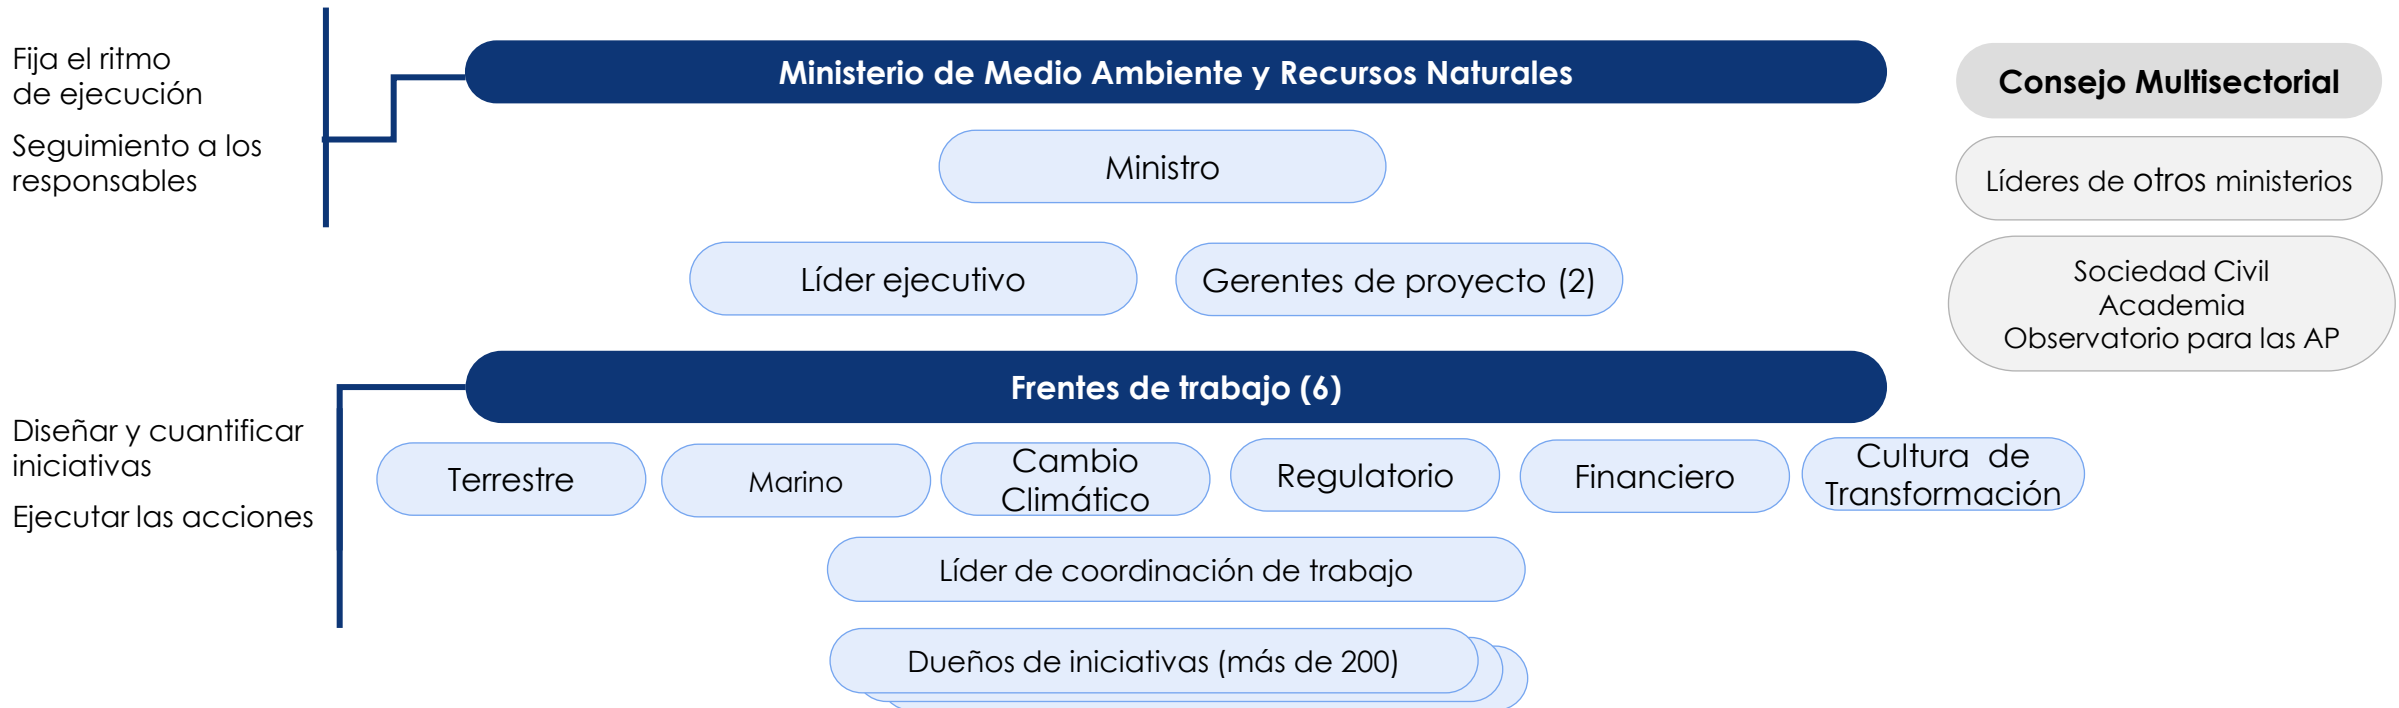 Fija el ritmo
de ejecución
Seguimiento a los
responsables
Ministerio de Medio Ambiente y Recursos Naturales
Ministro
Líder ejecutivo
Gerentes de proyecto (2)
Consejo Multisectorial
Líderes de otros ministerios
Sociedad Civil
Academia
Observatorio para las AP
Diseñar y cuantificar
iniciativas
Ejecutar las acciones
Frentes de trabajo (6)
Terrestre
Marino
Cambio
Climático
Regulatorio
Financiero
Cultura de
Transformación
Líder de coordinación de trabajo
Dueños de iniciativas (más de 200)